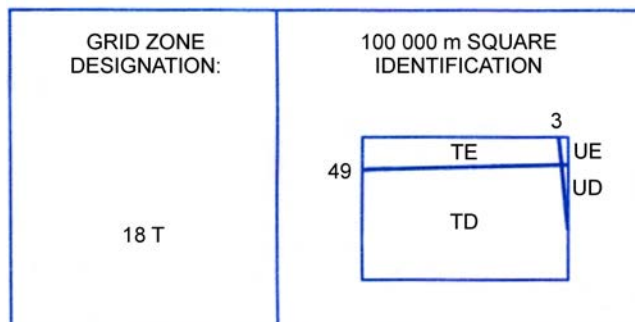 GRID ZONE
DESIGNATION:
18 T
100 000 m SQUARE
IDENTIFICATION
3
TE
UE
49
UD
TD